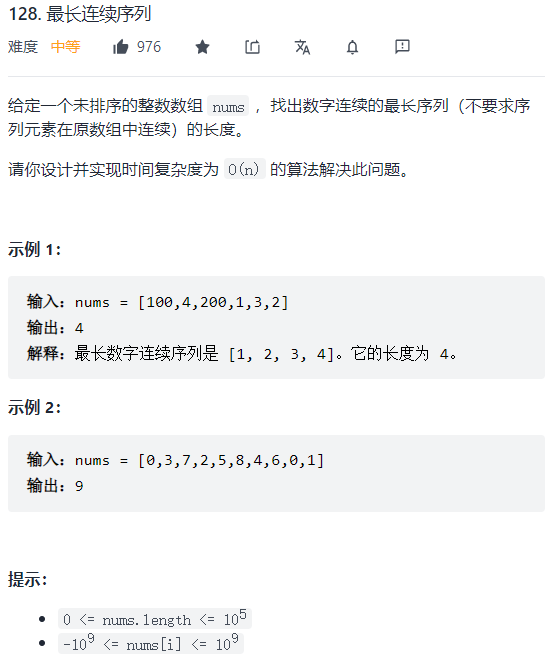 128. 最长连续序列
难度 中等 976
给定一个未排序的整数数组 nums ，找出数字连续的最长序列（不要求序
列元素在原数组中连续）的长度。
请你设计并实现时间复杂度为 O(n) 的算法解决此问题。
示例 1：
输入：nums = [100,4,200,1,3,2]
输出：4
解释：最长数字连续序列是 [1, 2, 3, 4]。它的长度为 4。
示例 2：
输入：nums = [0,3,7,2,5,8,4,6,0,1]
输出：9
提示：
0 <= nums.length <= 10^5
-10^9 <= nums[i] <= 10^9